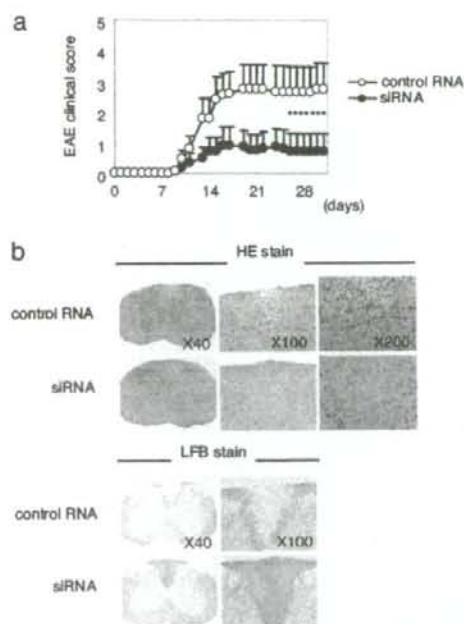 a
EAE clinical score
5
4
3
2
1
0
0 7 14 21 28
(days)
control RNA
siRNA
********
b
HE stain
control RNA
X40 X100 X200
siRNA
LFB stain
control RNA
X40 X100
siRNA